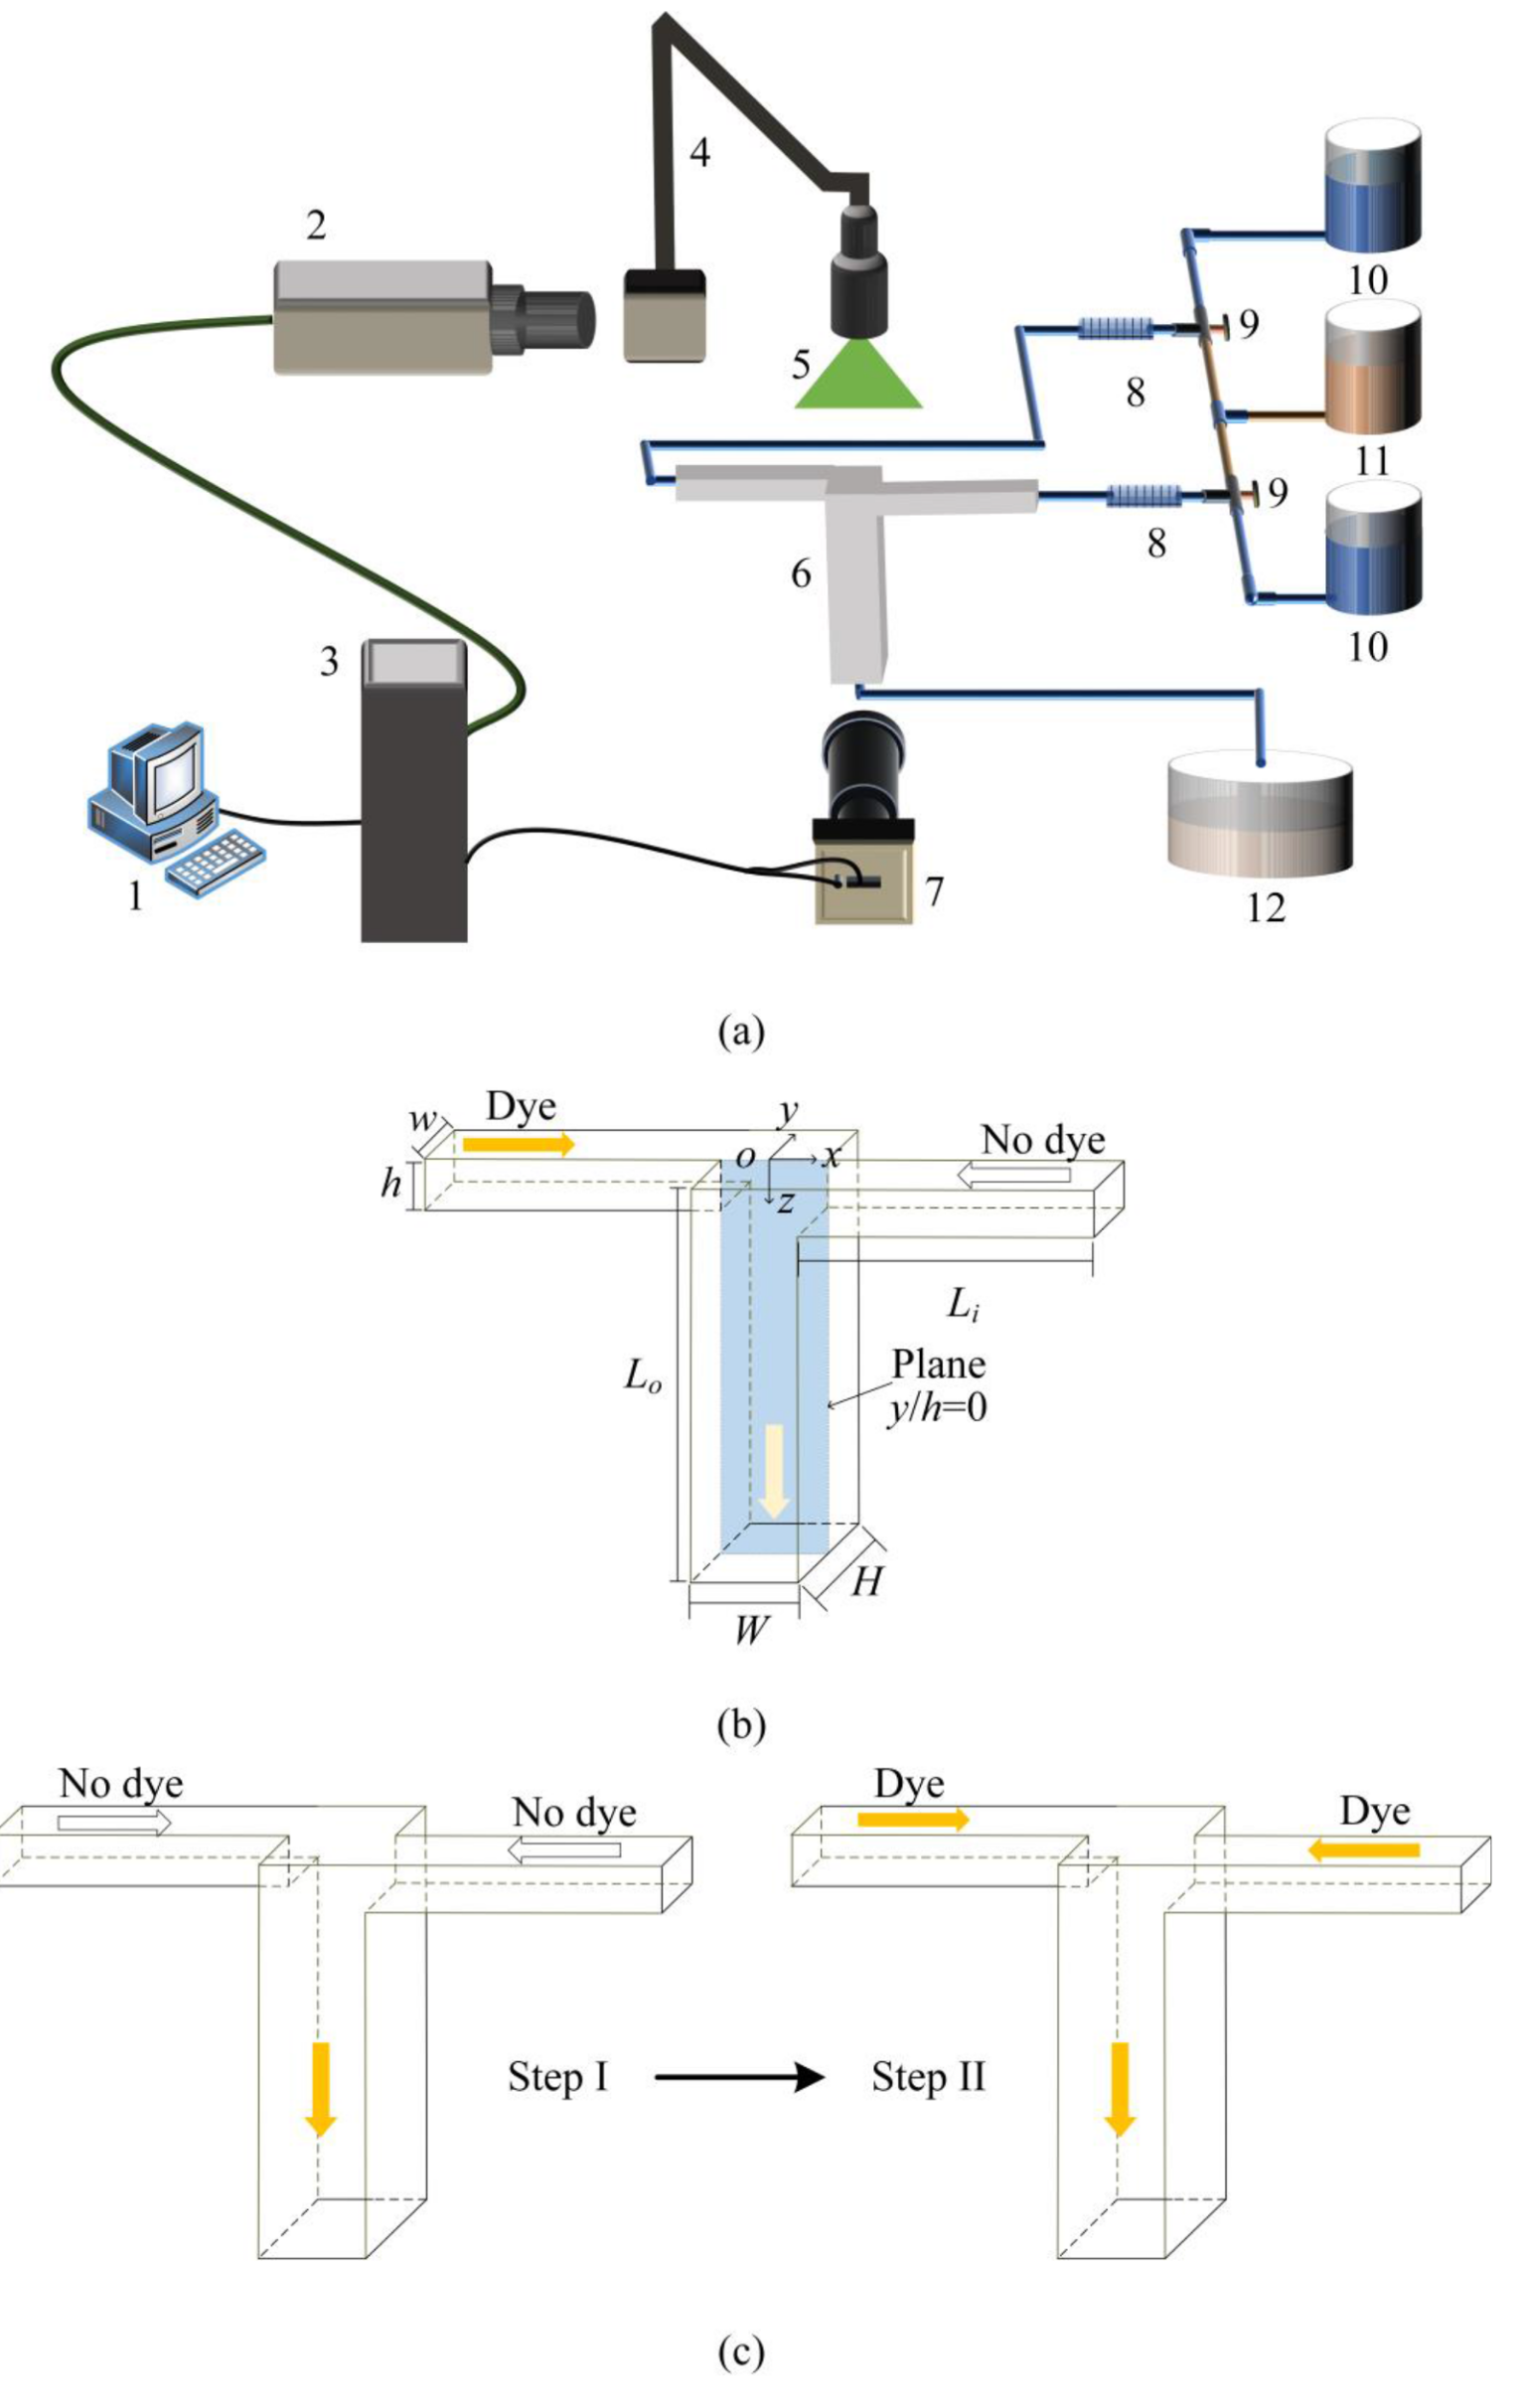 4
2
10
9
5
8
11
9
8
6
10
3
1
7
12
(a)
w
Dye
y
No dye
h
o
x
z
L_i
L_o
Plane
y/h=0
H
W
(b)
No dye
No dye
Dye
Dye
Step I
Step II
(c)